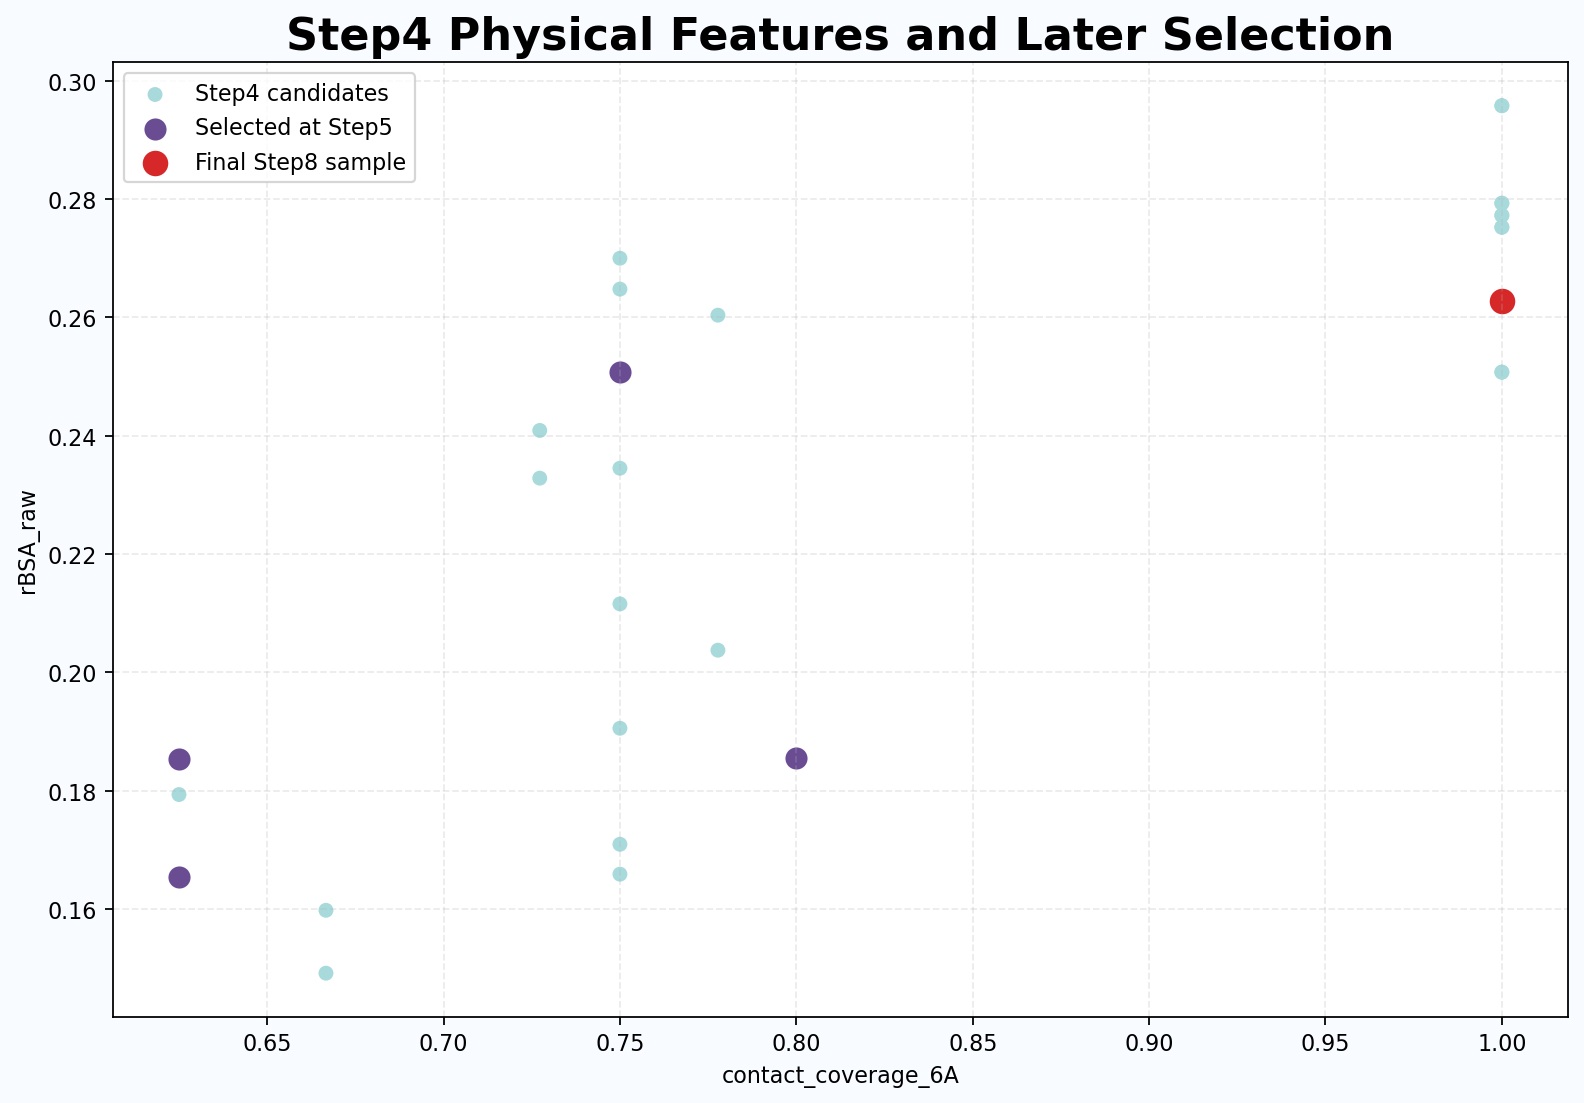 Step4 Physical Features and Later Selection
Step4 candidates
Selected at Step5
Final Step8 sample
0.30
0.28
0.26
0.24
0.22
0.20
0.18
0.16
rBSA_raw
0.65
0.70
0.75
0.80
0.85
0.90
0.95
1.00
contact_coverage_6A